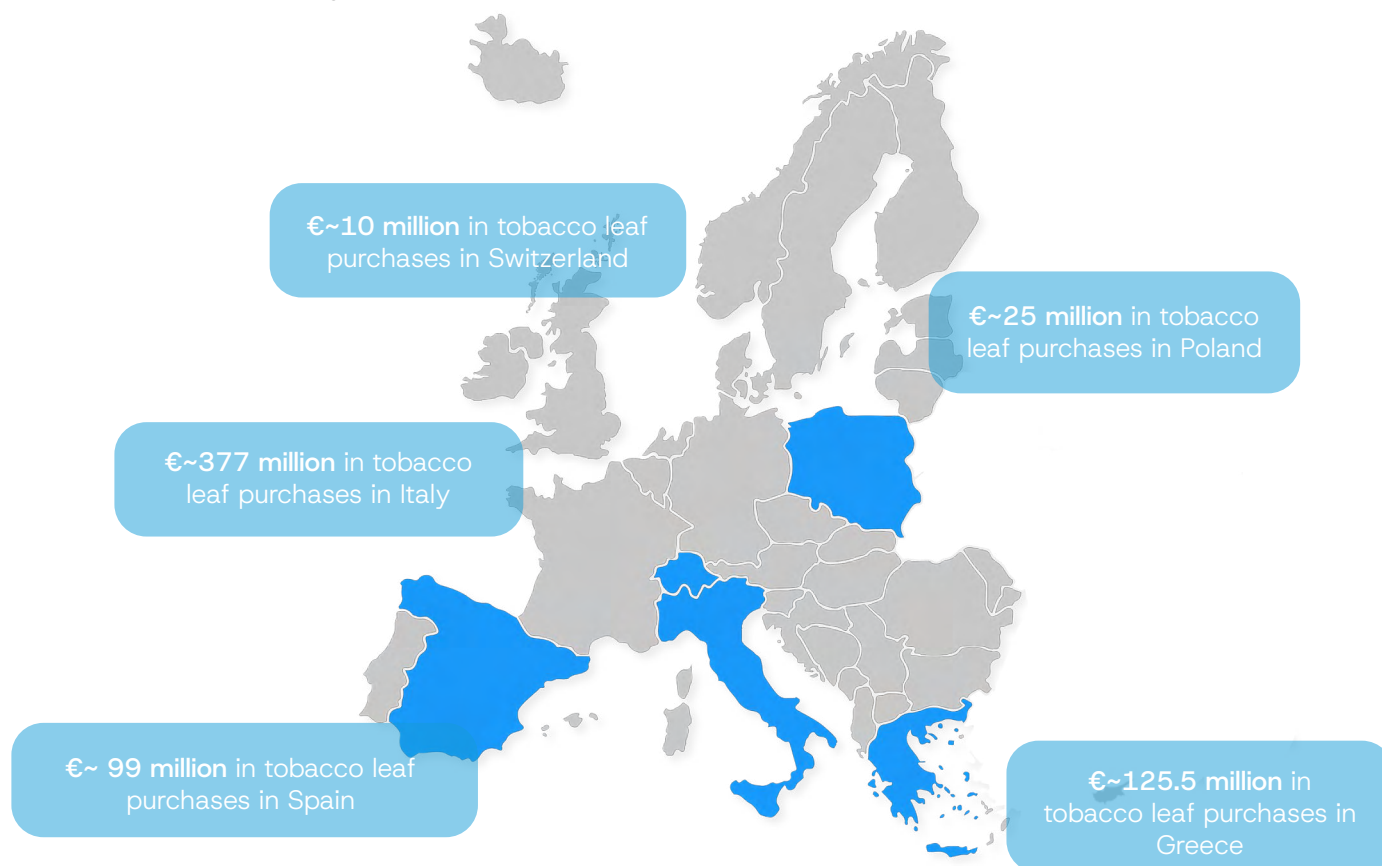 €~10 million in tobacco leaf
purchases in Switzerland
€~25 million in tobacco
leaf purchases in Poland
€~377 million in tobacco
leaf purchases in Italy
€~ 99 million in tobacco leaf
purchases in Spain
€~125.5 million in
tobacco leaf purchases in
Greece